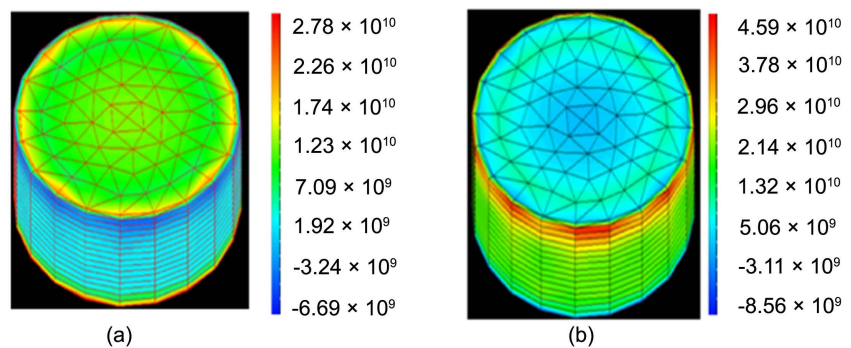 2.78 × 10¹⁰
2.26 × 10¹⁰
1.74 × 10¹⁰
1.23 × 10¹⁰
7.09 × 10⁹
1.92 × 10⁹
-3.24 × 10⁹
-6.69 × 10⁹
(a)
4.59 × 10¹⁰
3.78 × 10¹⁰
2.96 × 10¹⁰
2.14 × 10¹⁰
1.32 × 10¹⁰
5.06 × 10⁹
-3.11 × 10⁹
-8.56 × 10⁹
(b)